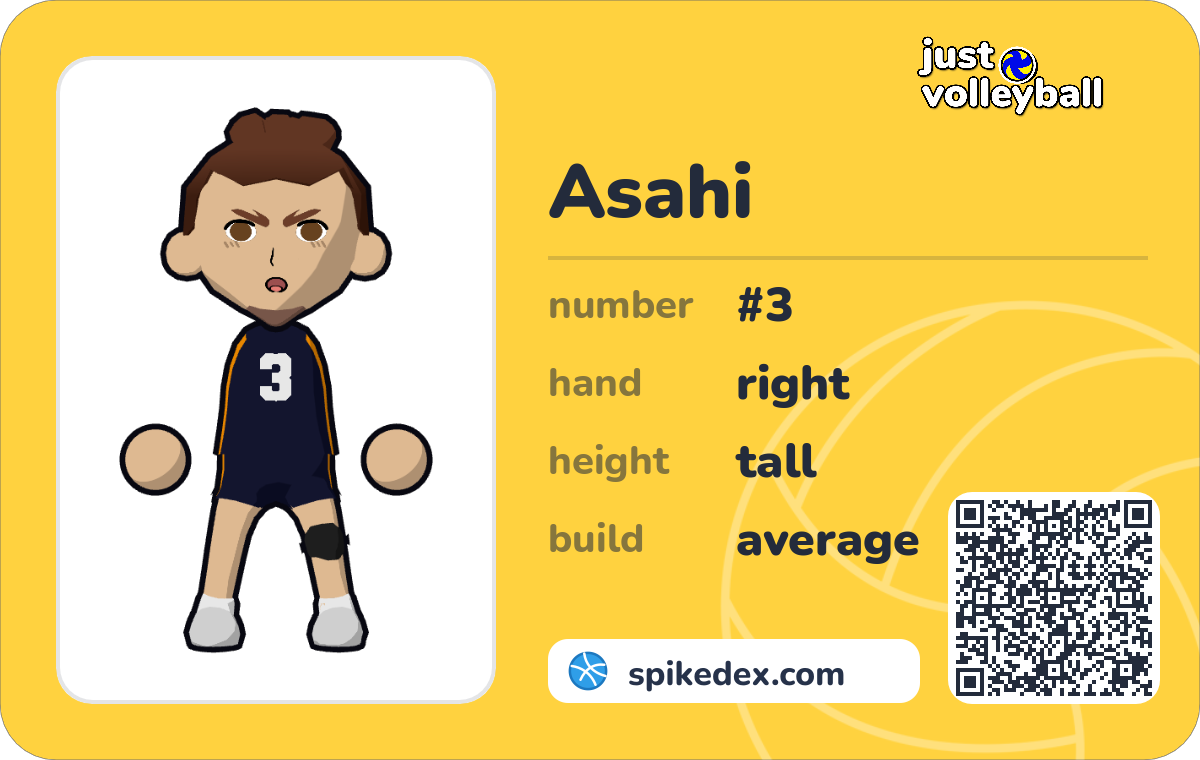 just
volleyball
Asahi
number #3
hand right
height tall
build average
3
spikedex.com